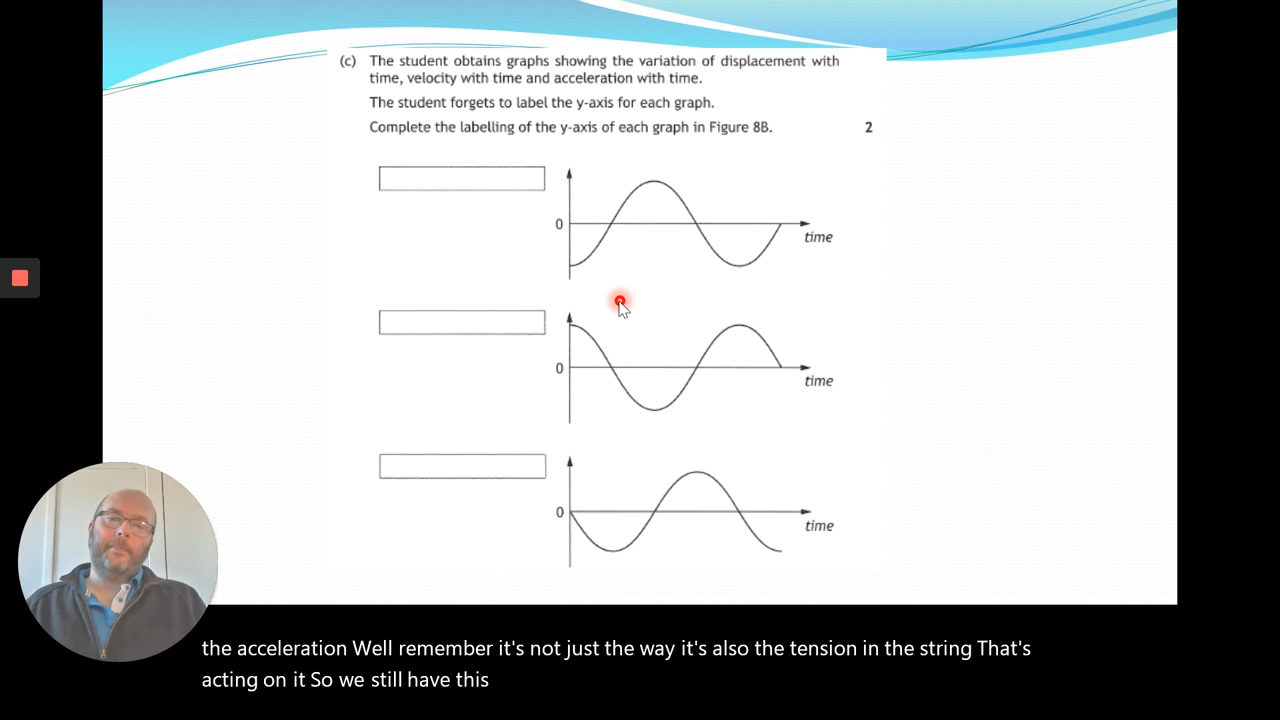 (c) The student obtains graphs showing the variation of displacement with
time, velocity with time and acceleration with time.
The student forgets to label the y-axis for each graph.
Complete the labelling of the y-axis of each graph in Figure 8B.
2
0
time
0
time
0
time
the acceleration Well remember it's not just the way it's also the tension in the string That's
acting on it So we still have this